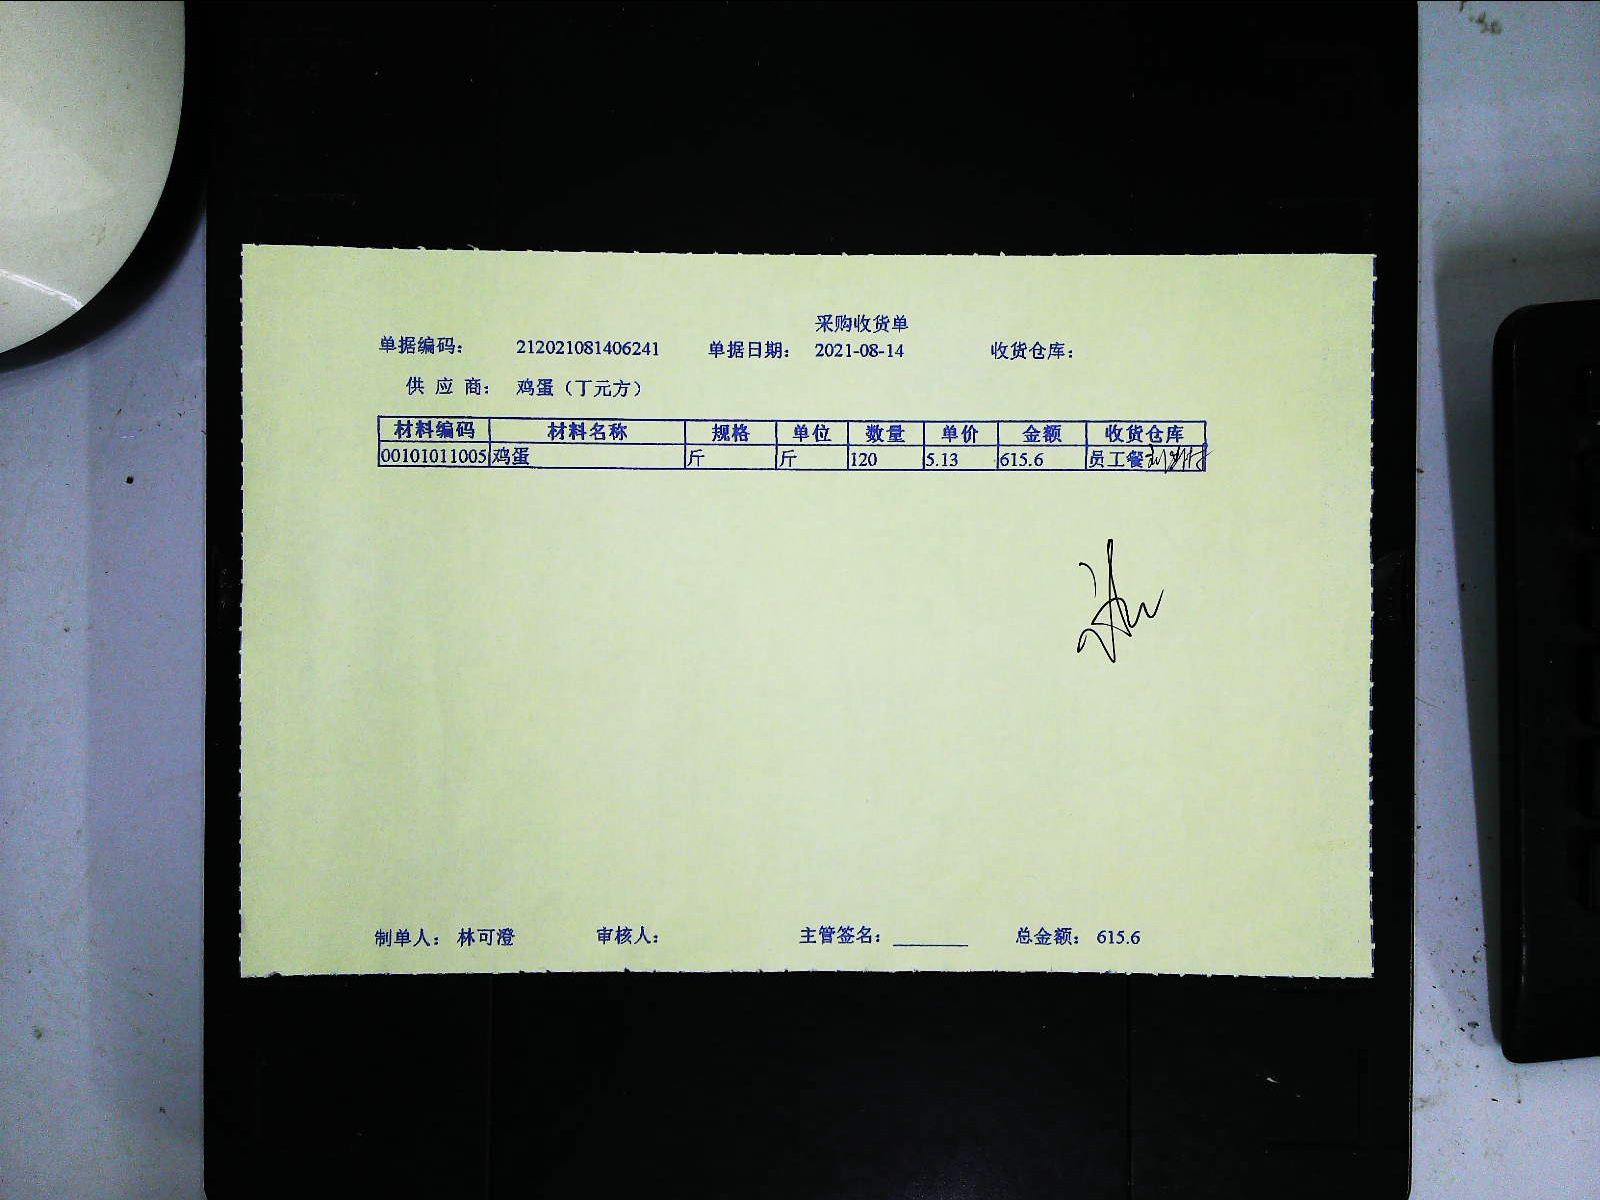 采购收货单
单据编码： 212021081406241 单据日期： 2021-08-14 收货仓库：
供 应 商： 鸡蛋（丁元方）
材料编码 材料名称 规格 单位 数量 单价 金额 收货仓库
00101011005 鸡蛋 斤 斤 120 5.13 615.6 员工餐
制单人： 林可澄 审核人： 主管签名：________ 总金额： 615.6